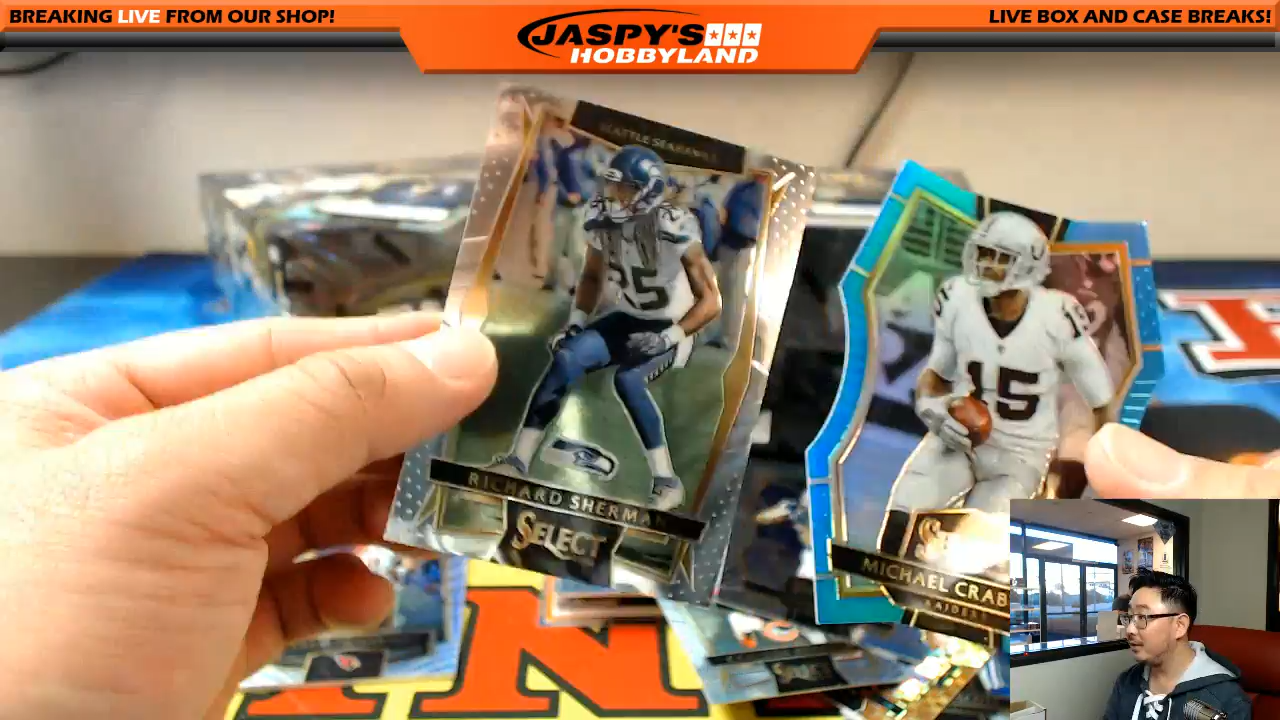 BREAKING LIVE FROM OUR SHOP!
JASPY'S
HOBBYLAND
LIVE BOX AND CASE BREAKS!
SEATTLE SEAHAWKS
25
RICHARD SHERMAN
SELECT
15
15
MICHAEL CRAB
RAIDERS
N